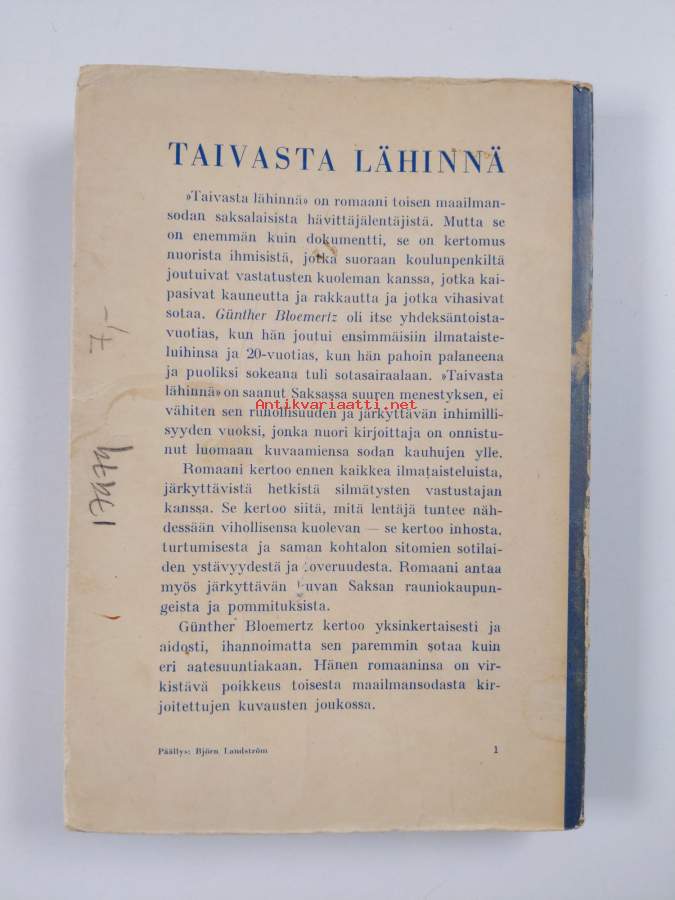 TAIVASTA LÄHINNÄ
»Taivasta lähinnä» on romaani toisen maailman-
sodan saksalaisista hävittäjälentäjistä. Mutta se
on enemmän kuin dokumentti, se on kertomus
nuorista ihmisistä, jotka suoraan koulunpenkiltä
joutuivat vastatusten kuoleman kanssa, jotka kai-
pasivat kauneutta ja rakkautta ja jotka vihasivat
sotaa. Günther Bloemertz oli itse yhdeksäntoista-
vuotias, kun hän joutui ensimmäisiin ilmataiste-
luihinsa ja 20-vuotias, kun hän pahoin palaneena
ja puoliksi sokeana tuli sotasairaalaan. »Taivasta
lähinnä» on saanut Saksassa suuren menestyksen, ei
Antikvariaatti.net
vähiten sen runollisuuden ja järkyttävän inhimilli-
syyden vuoksi, jonka nuori kirjoittaja on onnistu-
nut luomaan kuvaamiensa sodan kauhujen ylle.
Romaani kertoo ennen kaikkea ilmataisteluista,
järkyttävistä hetkistä silmätysten vastustajan
kanssa. Se kertoo siitä, mitä lentäjä tuntee näh-
dessään vihollisensa kuolevan — se kertoo inhosta,
turtumisesta ja saman kohtalon sitomien sotilai-
den ystävyydestä ja toveruudesta. Romaani antaa
myös järkyttävän kuvan Saksan rauniokaupun-
geista ja pommituksista.
Günther Bloemertz kertoo yksinkertaisesti ja
aidosti, ihannoimatta sen paremmin sotaa kuin
eri aatesuuntiakaan. Hänen romaaninsa on vir-
kistävä poikkeus toisesta maailmansodasta kir-
joitettujen kuvausten joukossa.
Päällys: Björn Landström 1